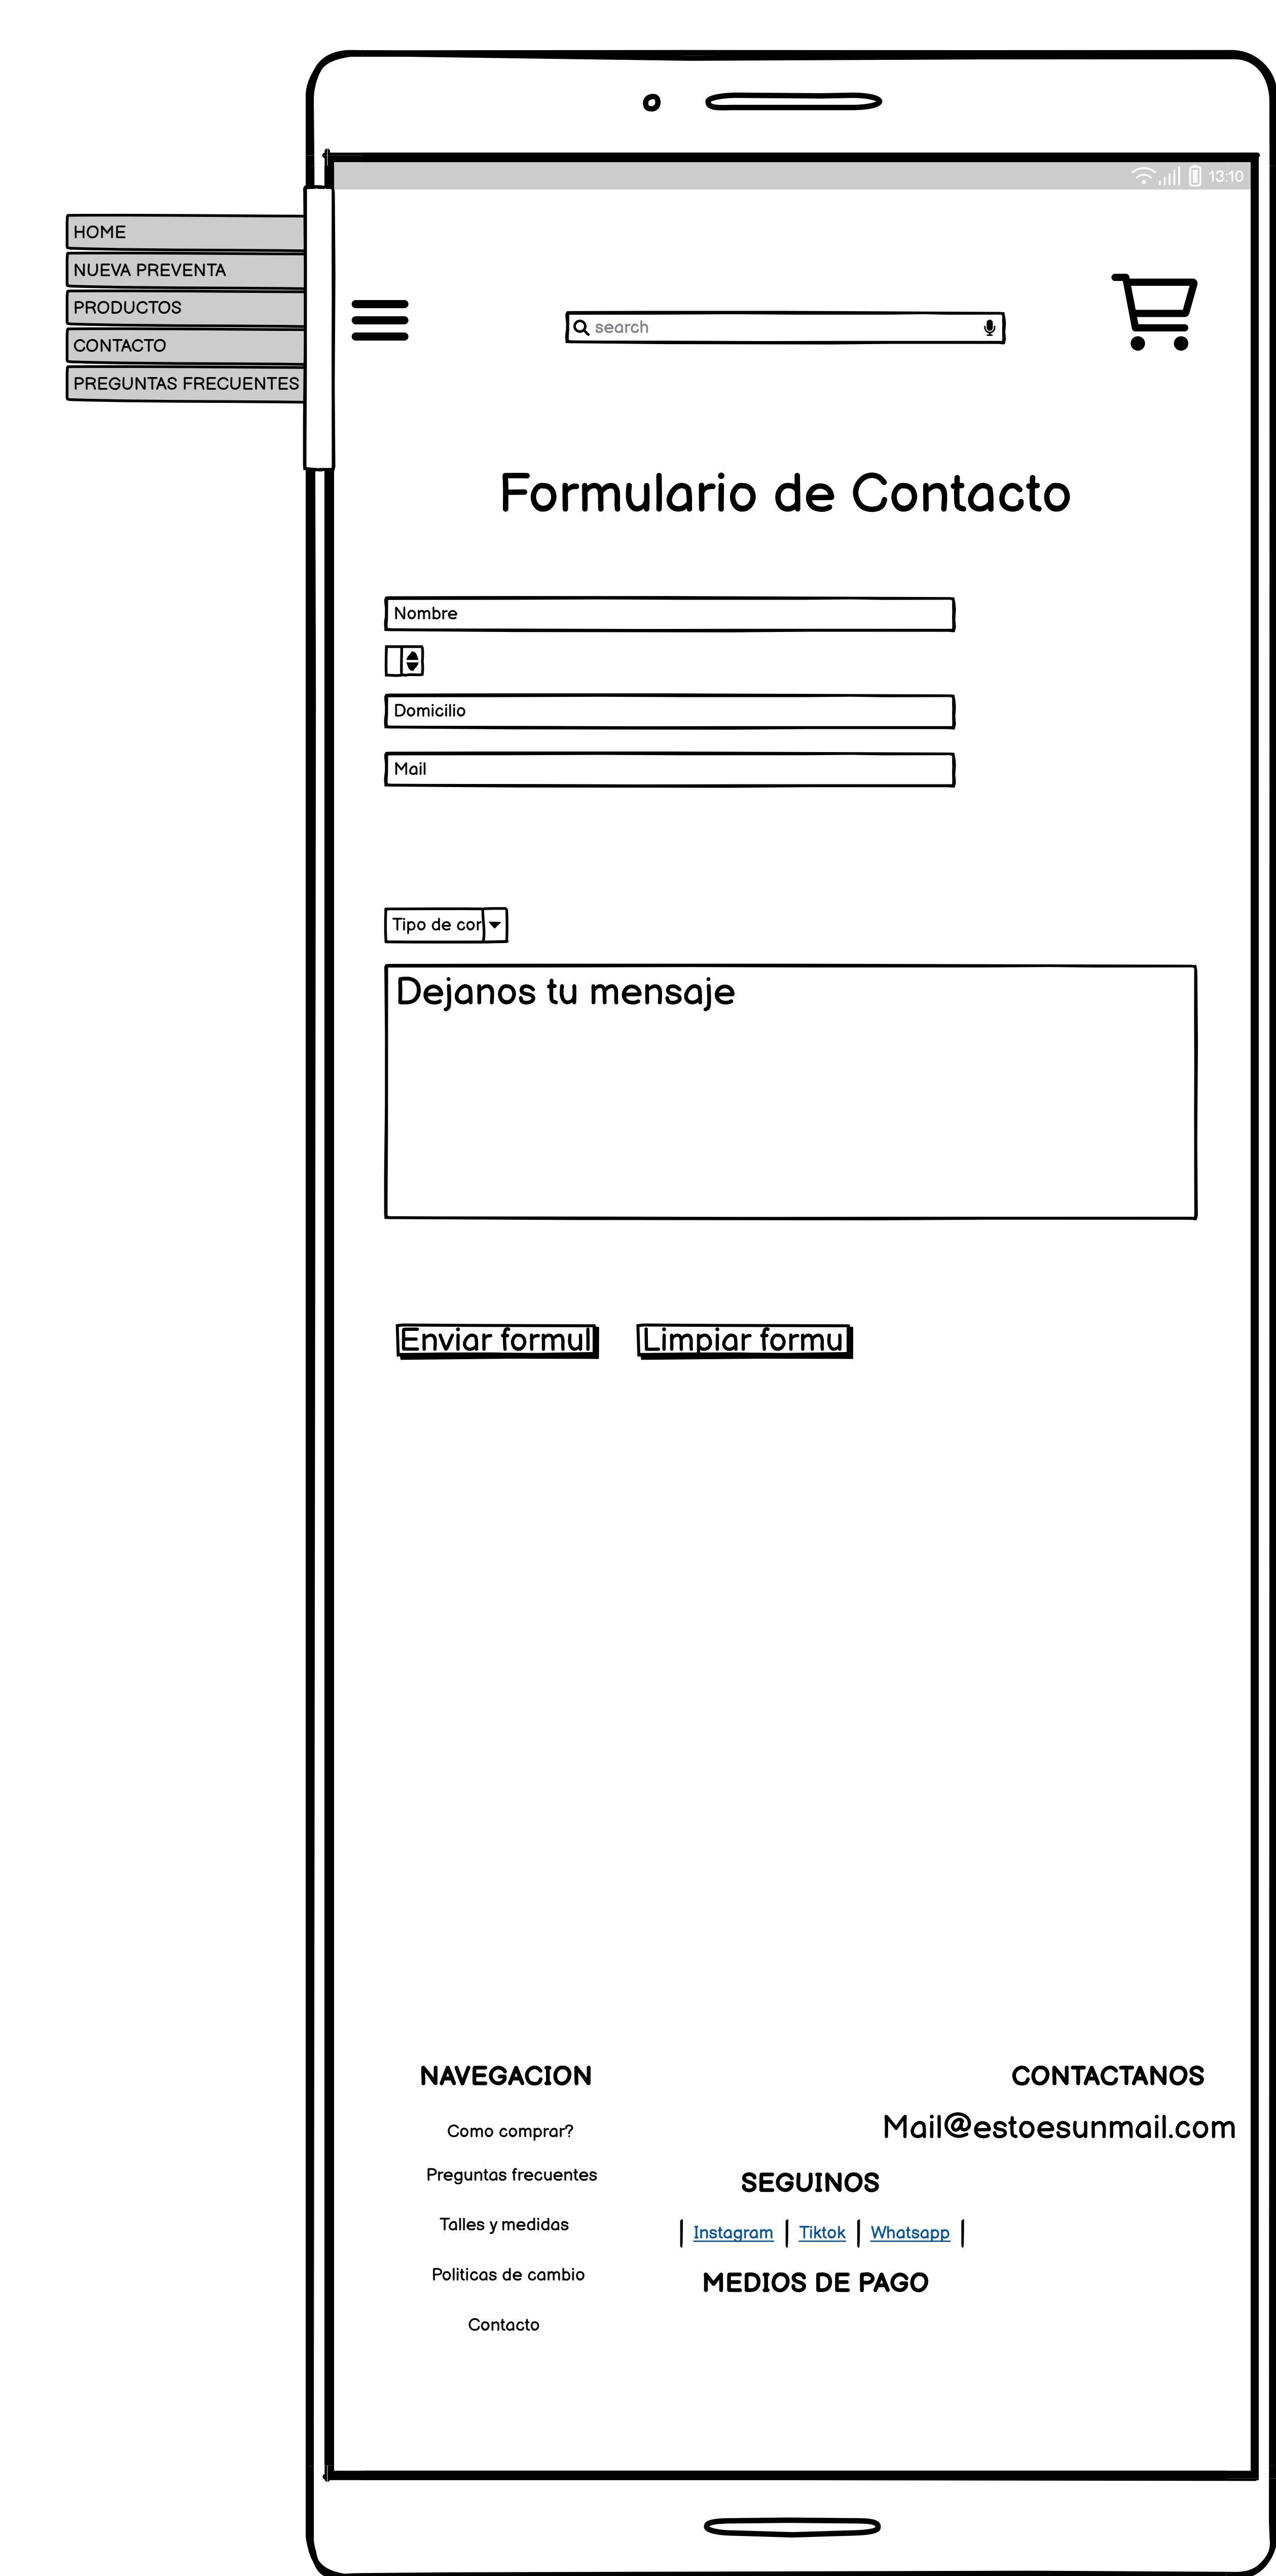 13:10
HOME
NUEVA PREVENTA
PRODUCTOS
CONTACTO
PREGUNTAS FRECUENTES
search
Formulario de Contacto
Nombre
Domicilio
Mail
Tipo de cor
Dejanos tu mensaje
Enviar formul
Limpiar formu
NAVEGACION
Como comprar?
Preguntas frecuentes
Talles y medidas
Politicas de cambio
Contacto
CONTACTANOS
Mail@estoesunmail.com
SEGUINOS
Instagram | Tiktok | Whatsapp
MEDIOS DE PAGO